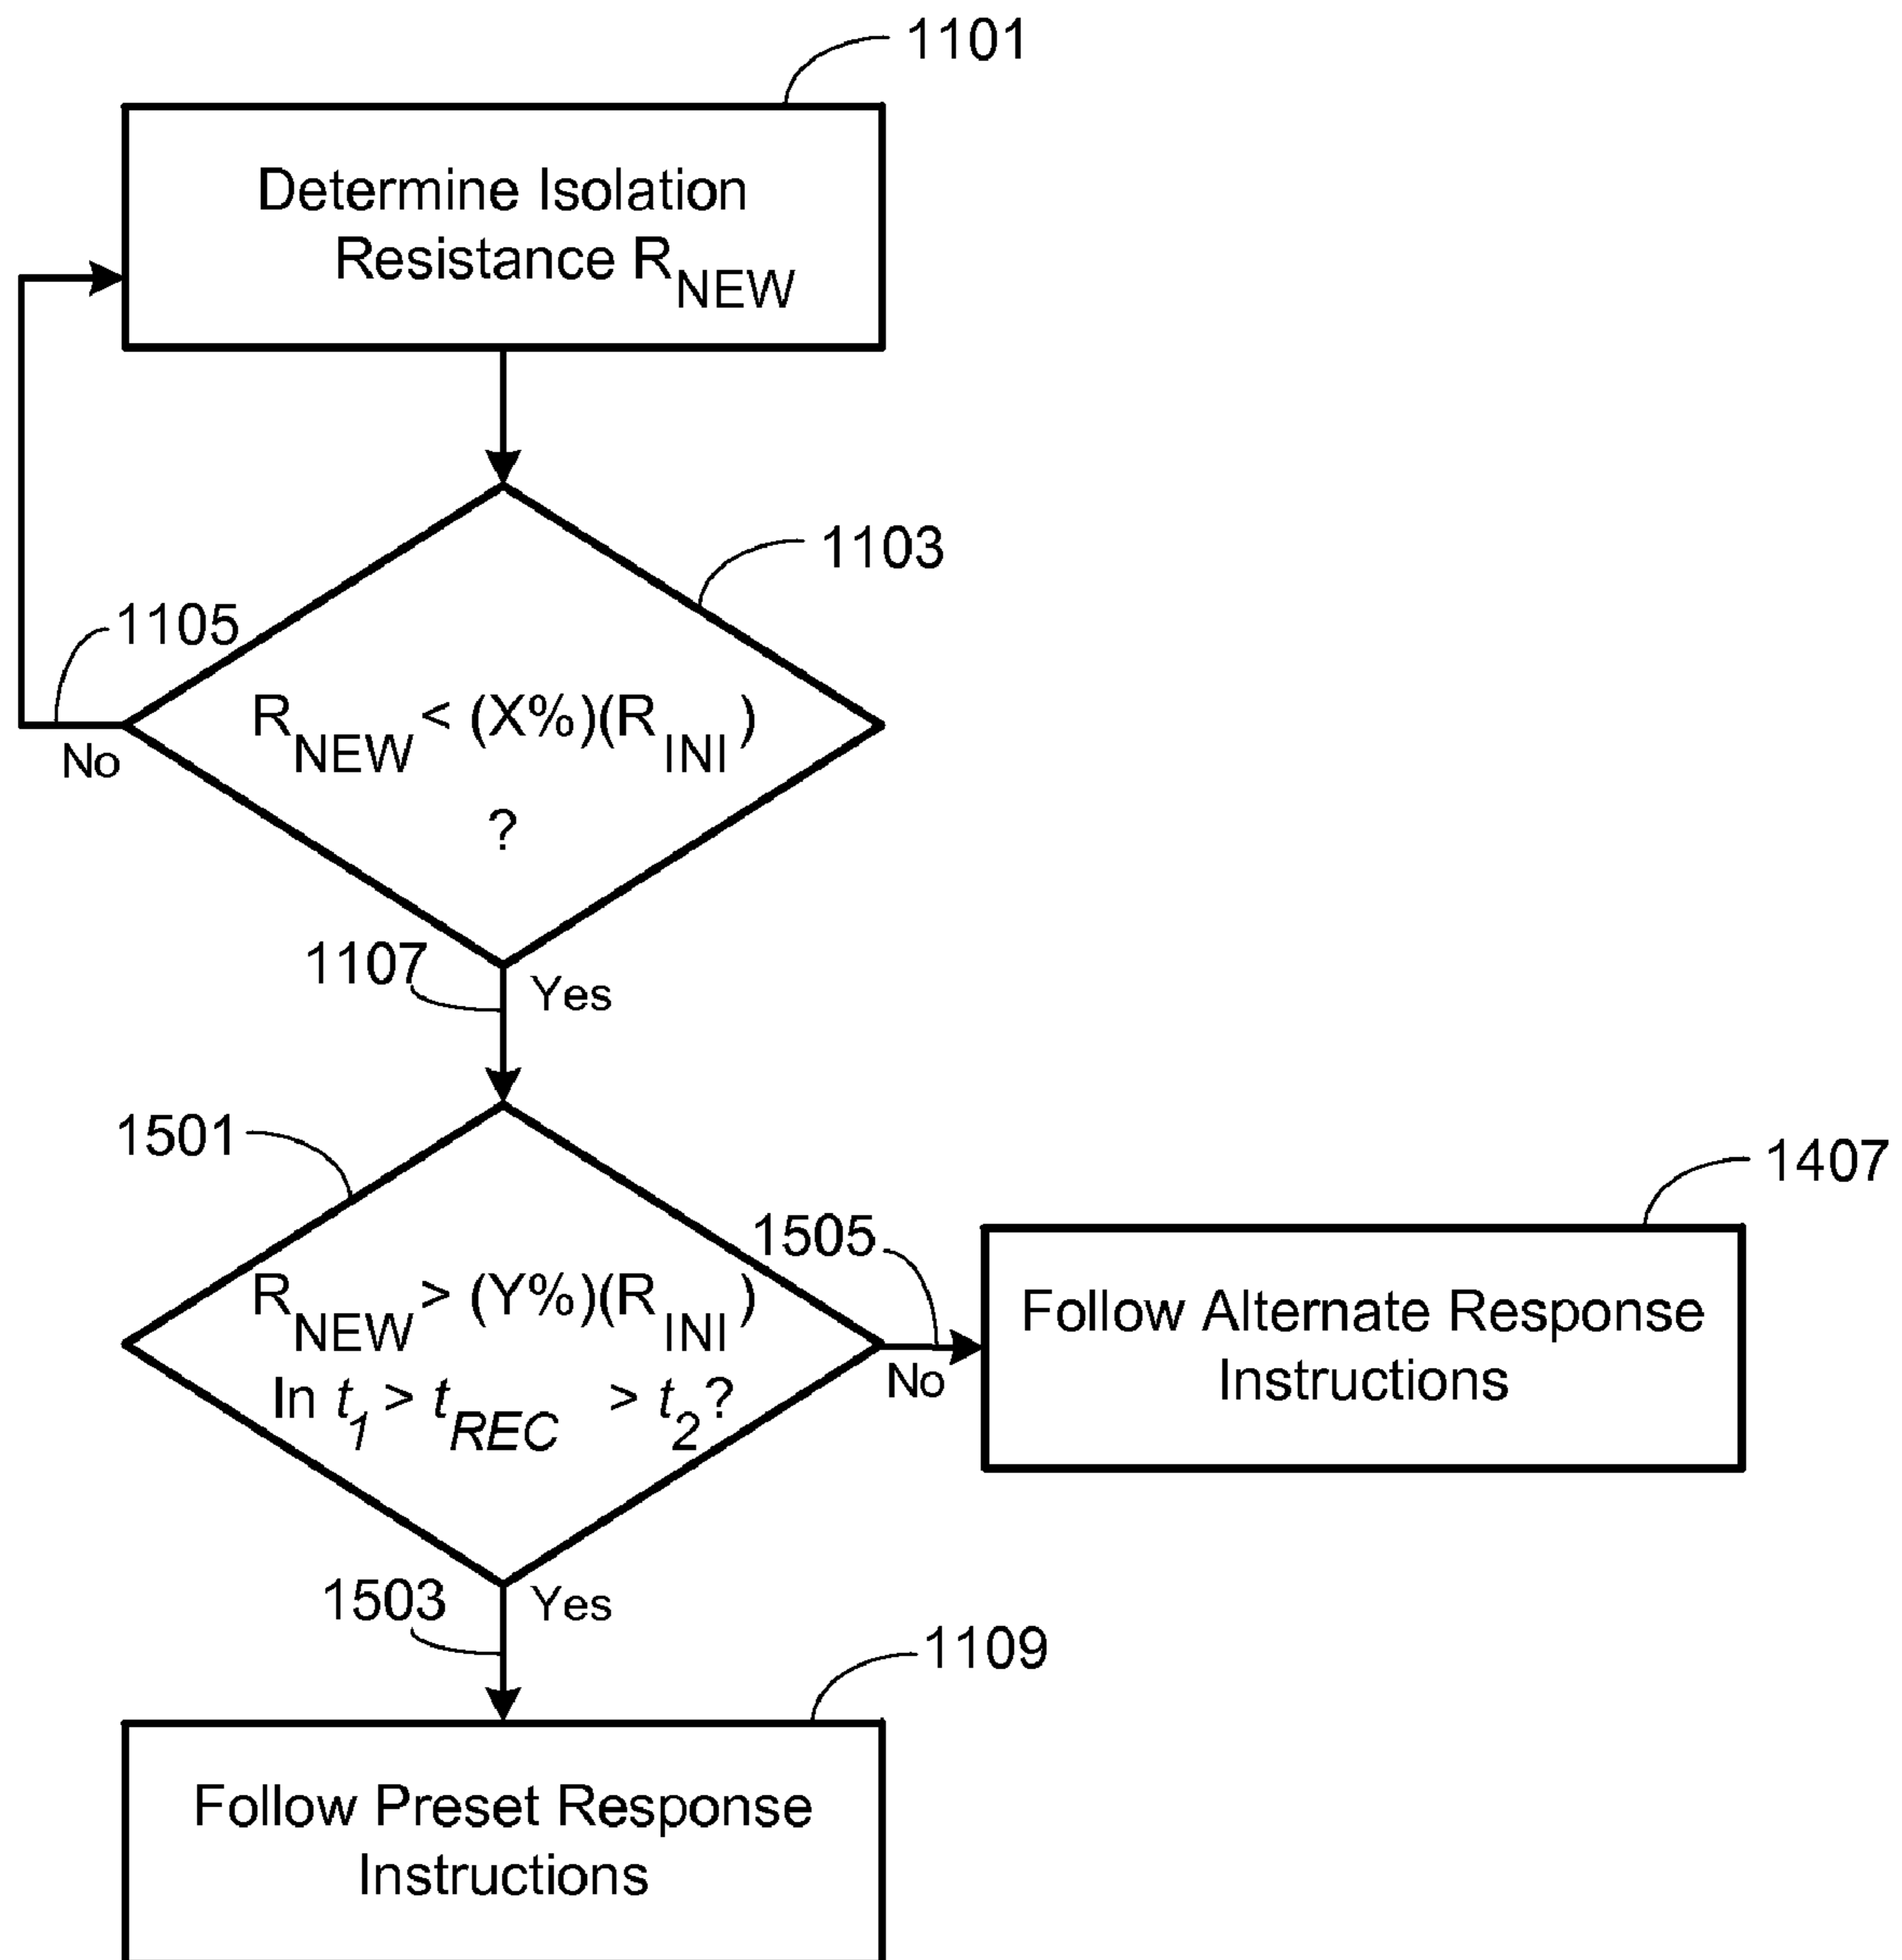 1101
Determine Isolation
Resistance R_NEW
1103
1105
R_NEW < (X%)(R_INI)
?
No
1107
Yes
1501
1505
1407
R_NEW > (Y%)(R_INI)
In t_1 > t_REC > t_2?
No
Follow Alternate Response
Instructions
1503
Yes
1109
Follow Preset Response
Instructions